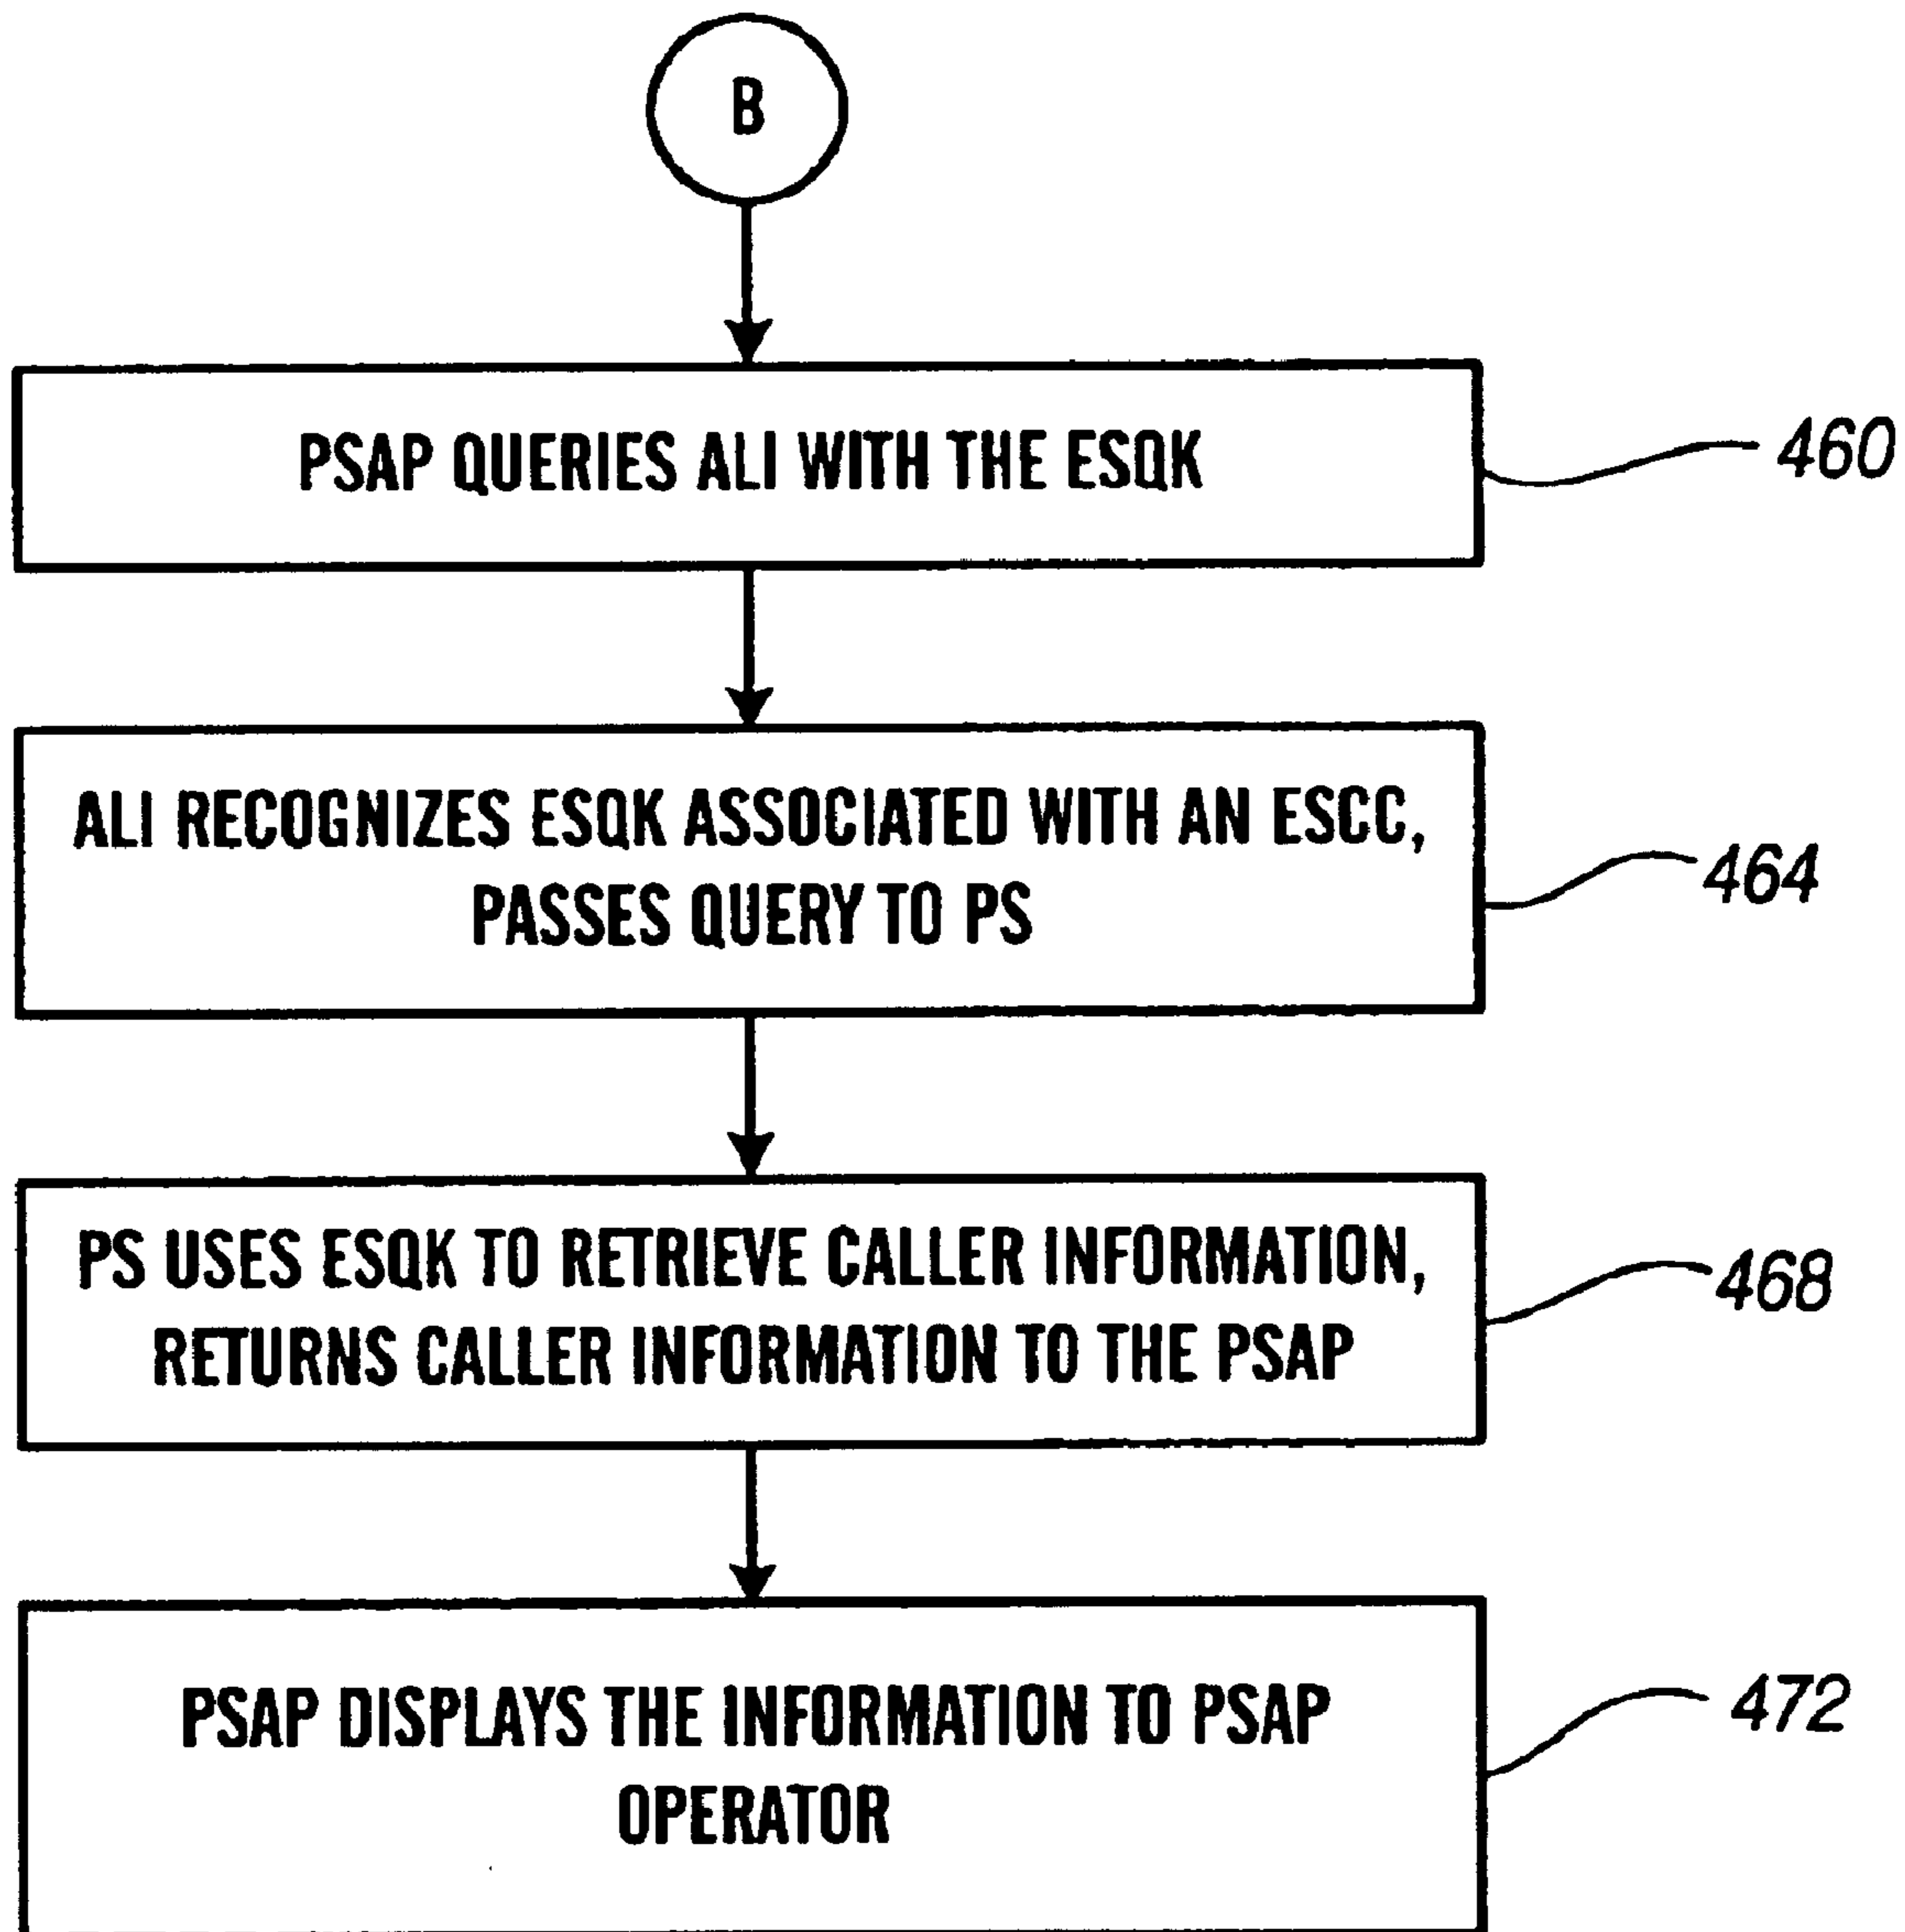 B
PSAP QUERIES ALI WITH THE ESQK
460
ALI RECOGNIZES ESQK ASSOCIATED WITH AN ESCC,
PASSES QUERY TO PS
464
PS USES ESQK TO RETRIEVE CALLER INFORMATION,
RETURNS CALLER INFORMATION TO THE PSAP
468
PSAP DISPLAYS THE INFORMATION TO PSAP
OPERATOR
472